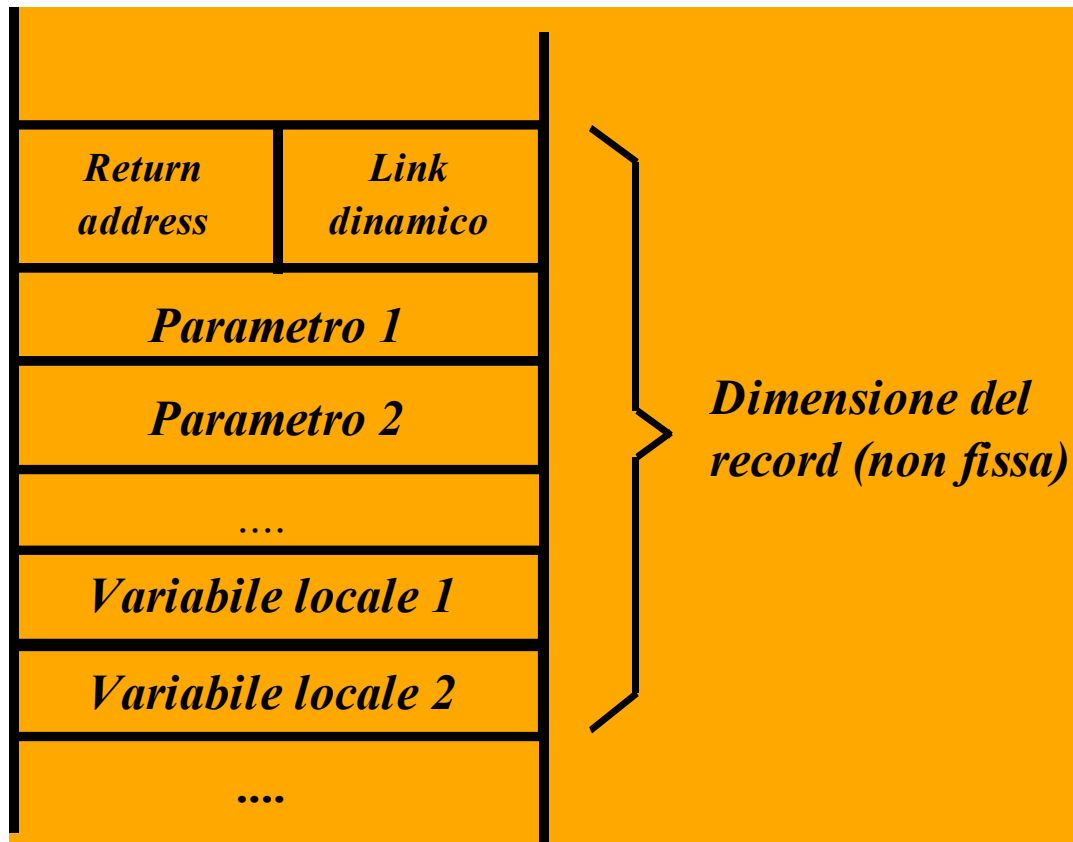 Return
address
Link
dinamico
Parametro 1
Parametro 2
....
Variabile locale 1
Variabile locale 2
....
Dimensione del
record (non fissa)